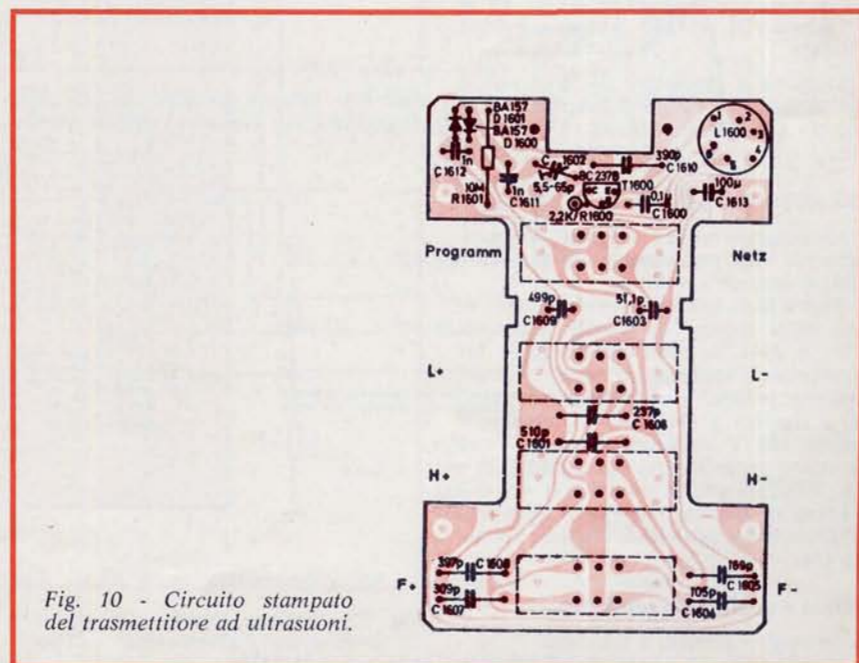 BA157
D1601
BA157
D1600
1n
C1612
10M
R1601
1n
C1611
C1602
5,5-65p
390p
C1610
BC237B
C
T1600
2,2K/R1600
0,1µ
C1600
100µ
C1613
1
2
L1600
3
4
5
6
Programm
Netz
499p
C1609
51,1p
C1603
L+
L-
237p
C1606
510p
C1601
H+
H-
397p
C1608
309p
C1607
169p
C1605
105p
C1604
F+
F-
Fig. 10 - Circuito stampato
del trasmettitore ad ultrasuoni.